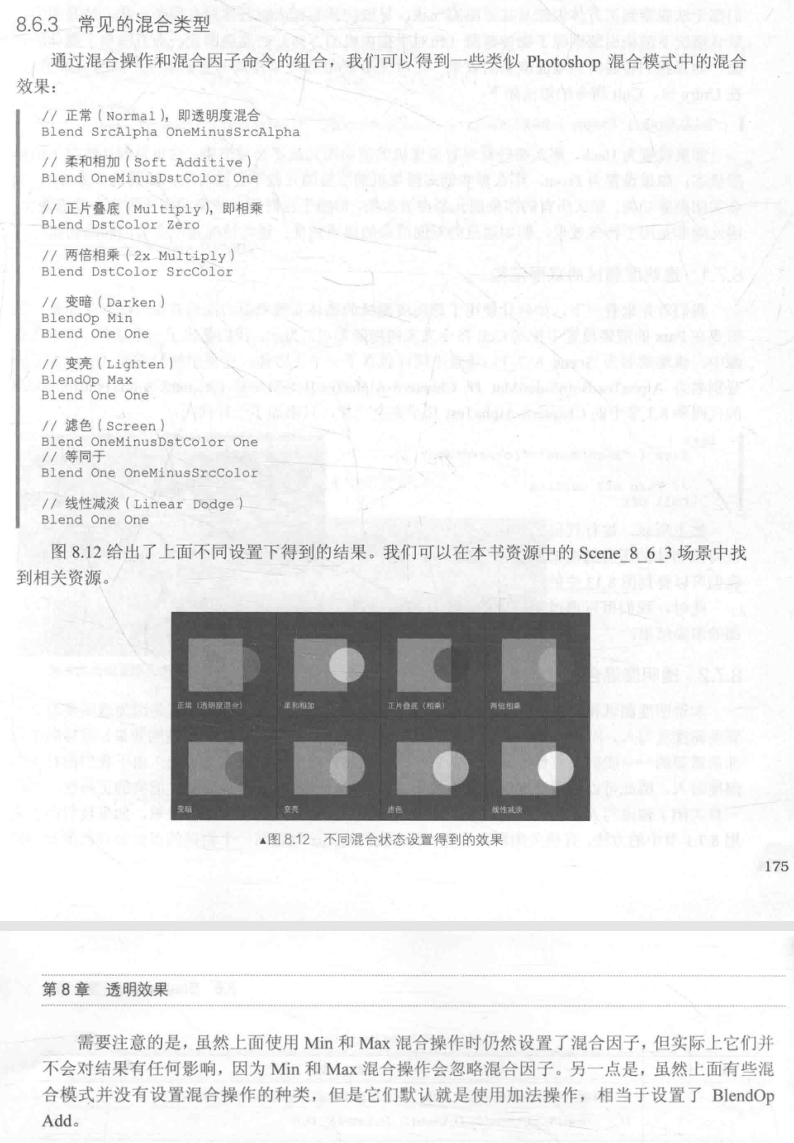 8.6.3 常见的混合类型
通过混合操作和混合因子命令的组合，我们可以得到一些类似 Photoshop 混合模式中的混合
效果：
// 正常（Normal），即透明度混合
Blend SrcAlpha OneMinusSrcAlpha
// 柔和相加（Soft Additive）
Blend OneMinusDstColor One
// 正片叠底（Multiply），即相乘
Blend DstColor Zero
// 两倍相乘（2x Multiply）
Blend DstColor SrcColor
// 变暗（Darken）
BlendOp Min
Blend One One
// 变亮（Lighten）
BlendOp Max
Blend One One
// 滤色（Screen）
Blend OneMinusDstColor One
// 等同于
Blend One OneMinusSrcColor
// 线性减淡（Linear Dodge）
Blend One One
图 8.12 给出了上面不同设置下得到的结果。我们可以在本书资源中的 Scene_8_6_3 场景中找
到相关资源。
正常（透明度混合） 柔和相加 正片叠底（相乘） 两倍相乘
变暗 变亮 滤色 线性减淡
▲图 8.12 不同混合状态设置得到的效果
175
第 8 章 透明效果
需要注意的是，虽然上面使用 Min 和 Max 混合操作时仍然设置了混合因子，但实际上它们并
不会对结果有任何影响，因为 Min 和 Max 混合操作会忽略混合因子。另一点是，虽然上面有些混
合模式并没有设置混合操作的种类，但是它们默认就是使用加法操作，相当于设置了 BlendOp
Add。